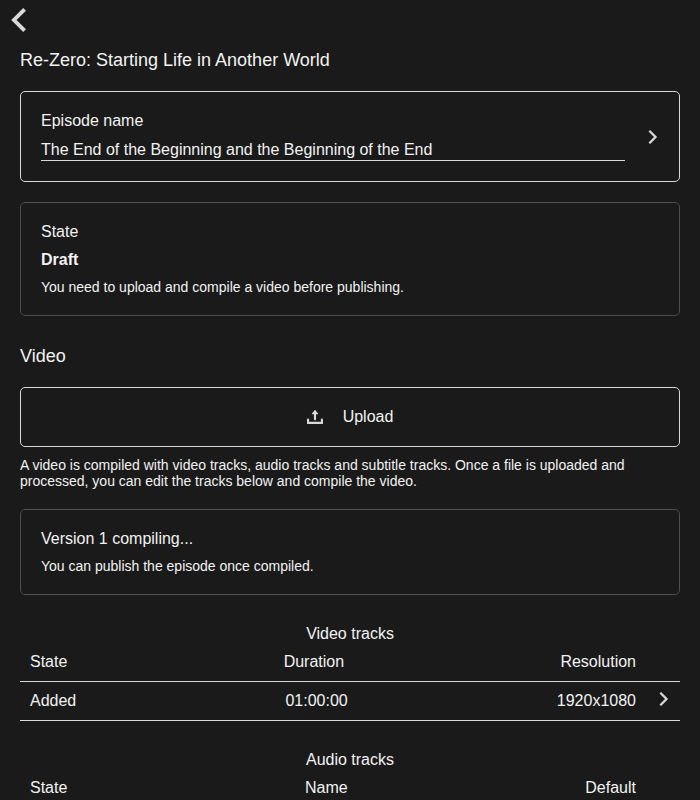 Re-Zero: Starting Life in Another World
Episode name
The End of the Beginning and the Beginning of the End
State
Draft
You need to upload and compile a video before publishing.
Video
Upload
A video is compiled with video tracks, audio tracks and subtitle tracks. Once a file is uploaded and
processed, you can edit the tracks below and compile the video.
Version 1 compiling...
You can publish the episode once compiled.
Video tracks
State Duration Resolution
Added 01:00:00 1920x1080
Audio tracks
State Name Default